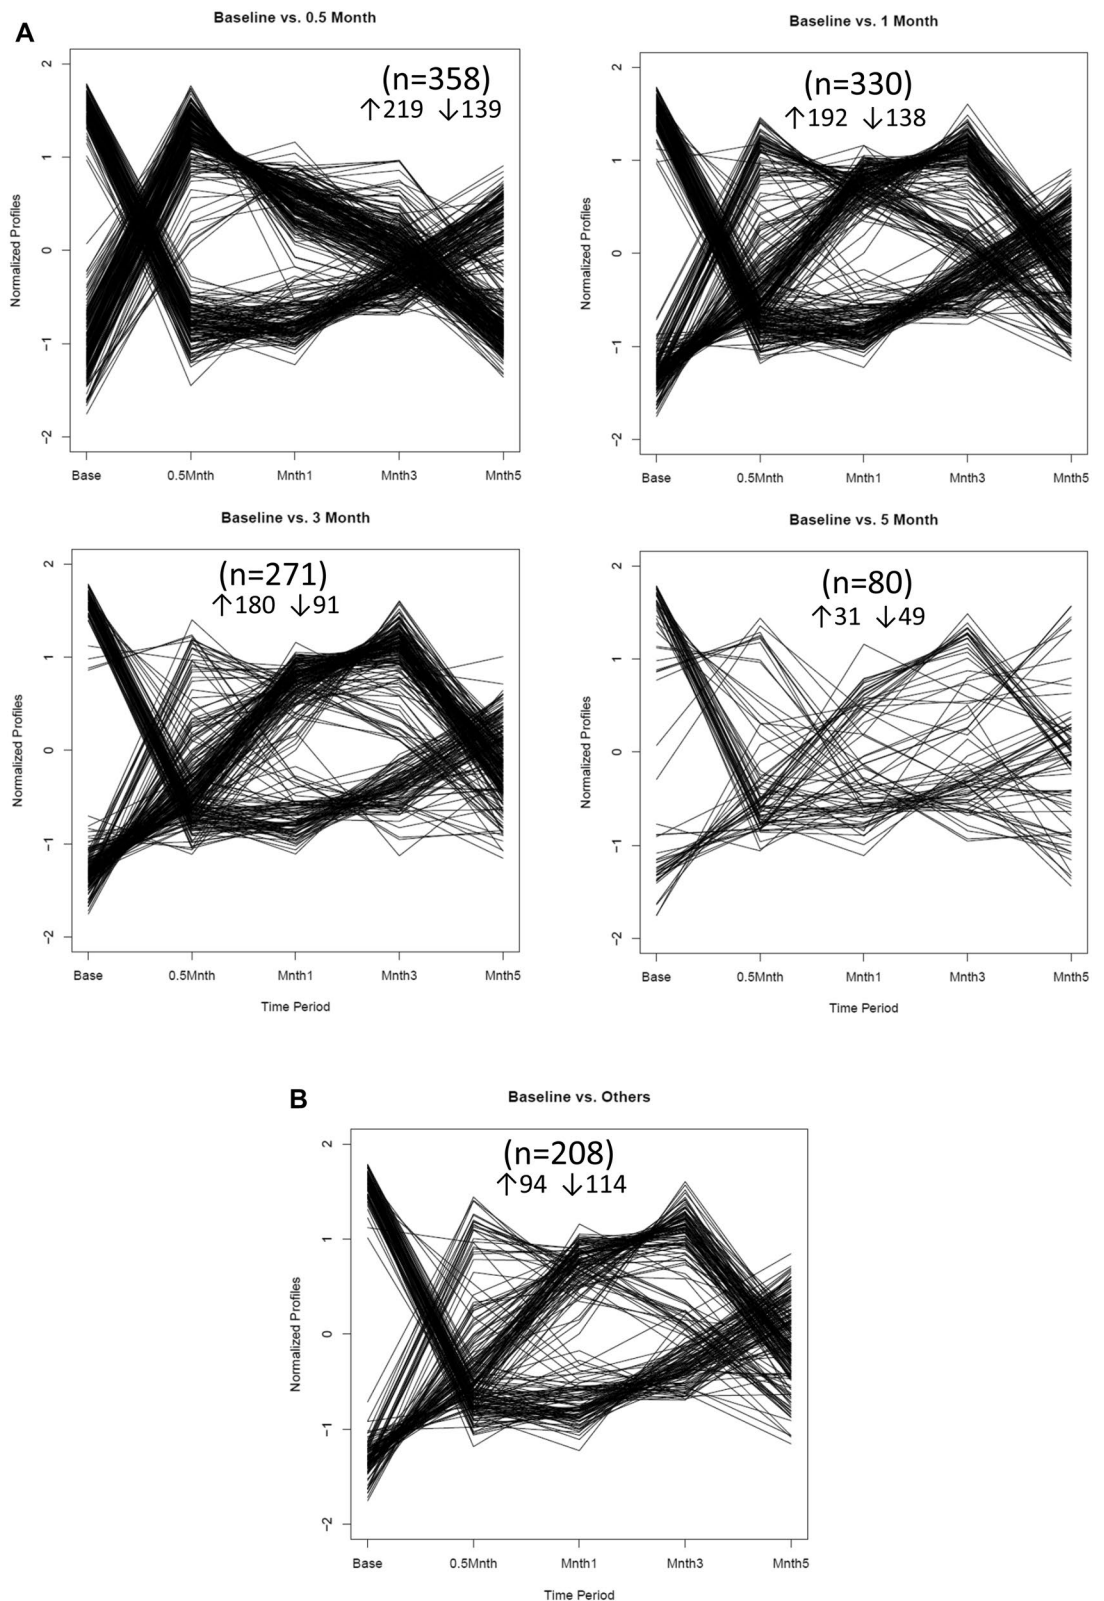 A
Baseline vs. 0.5 Month
(n=358)
↑219 ↓139
Normalized Profiles
2
1
0
−1
−2
Base 0.5Mnth Mnth1 Mnth3 Mnth5
Baseline vs. 1 Month
(n=330)
↑192 ↓138
Normalized Profiles
2
1
0
−1
−2
Base 0.5Mnth Mnth1 Mnth3 Mnth5
Baseline vs. 3 Month
(n=271)
↑180 ↓91
Normalized Profiles
2
1
0
−1
−2
Base 0.5Mnth Mnth1 Mnth3 Mnth5
Time Period
Baseline vs. 5 Month
(n=80)
↑31 ↓49
Normalized Profiles
2
1
0
−1
−2
Base 0.5Mnth Mnth1 Mnth3 Mnth5
Time Period
B
Baseline vs. Others
(n=208)
↑94 ↓114
Normalized Profiles
2
1
0
−1
−2
Base 0.5Mnth Mnth1 Mnth3 Mnth5
Time Period